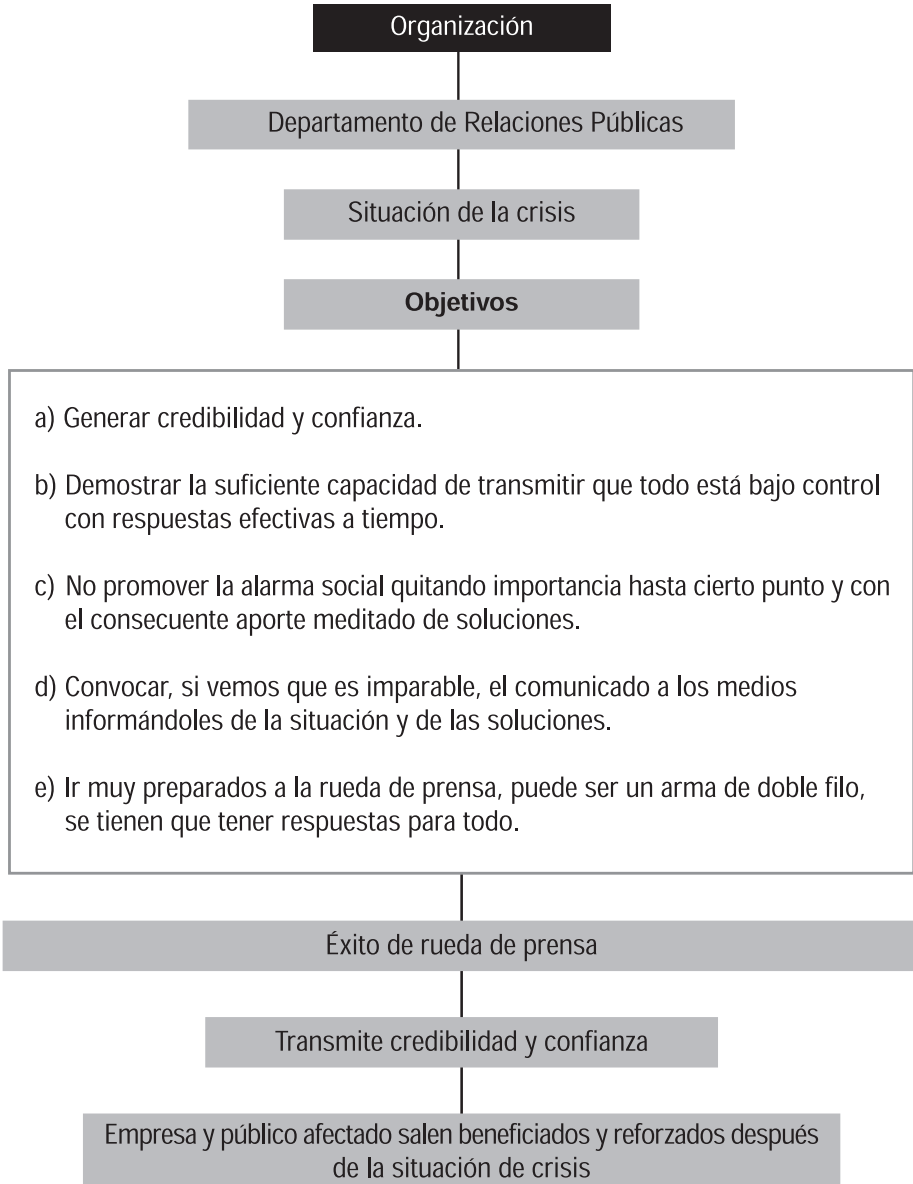 Organización
Departamento de Relaciones Públicas
Situación de la crisis
Objetivos
a) Generar credibilidad y confianza.
b) Demostrar la suficiente capacidad de transmitir que todo está bajo control
con respuestas efectivas a tiempo.
c) No promover la alarma social quitando importancia hasta cierto punto y con
el consecuente aporte meditado de soluciones.
d) Convocar, si vemos que es imparable, el comunicado a los medios
informándoles de la situación y de las soluciones.
e) Ir muy preparados a la rueda de prensa, puede ser un arma de doble filo,
se tienen que tener respuestas para todo.
Éxito de rueda de prensa
Transmite credibilidad y confianza
Empresa y público afectado salen beneficiados y reforzados después
de la situación de crisis